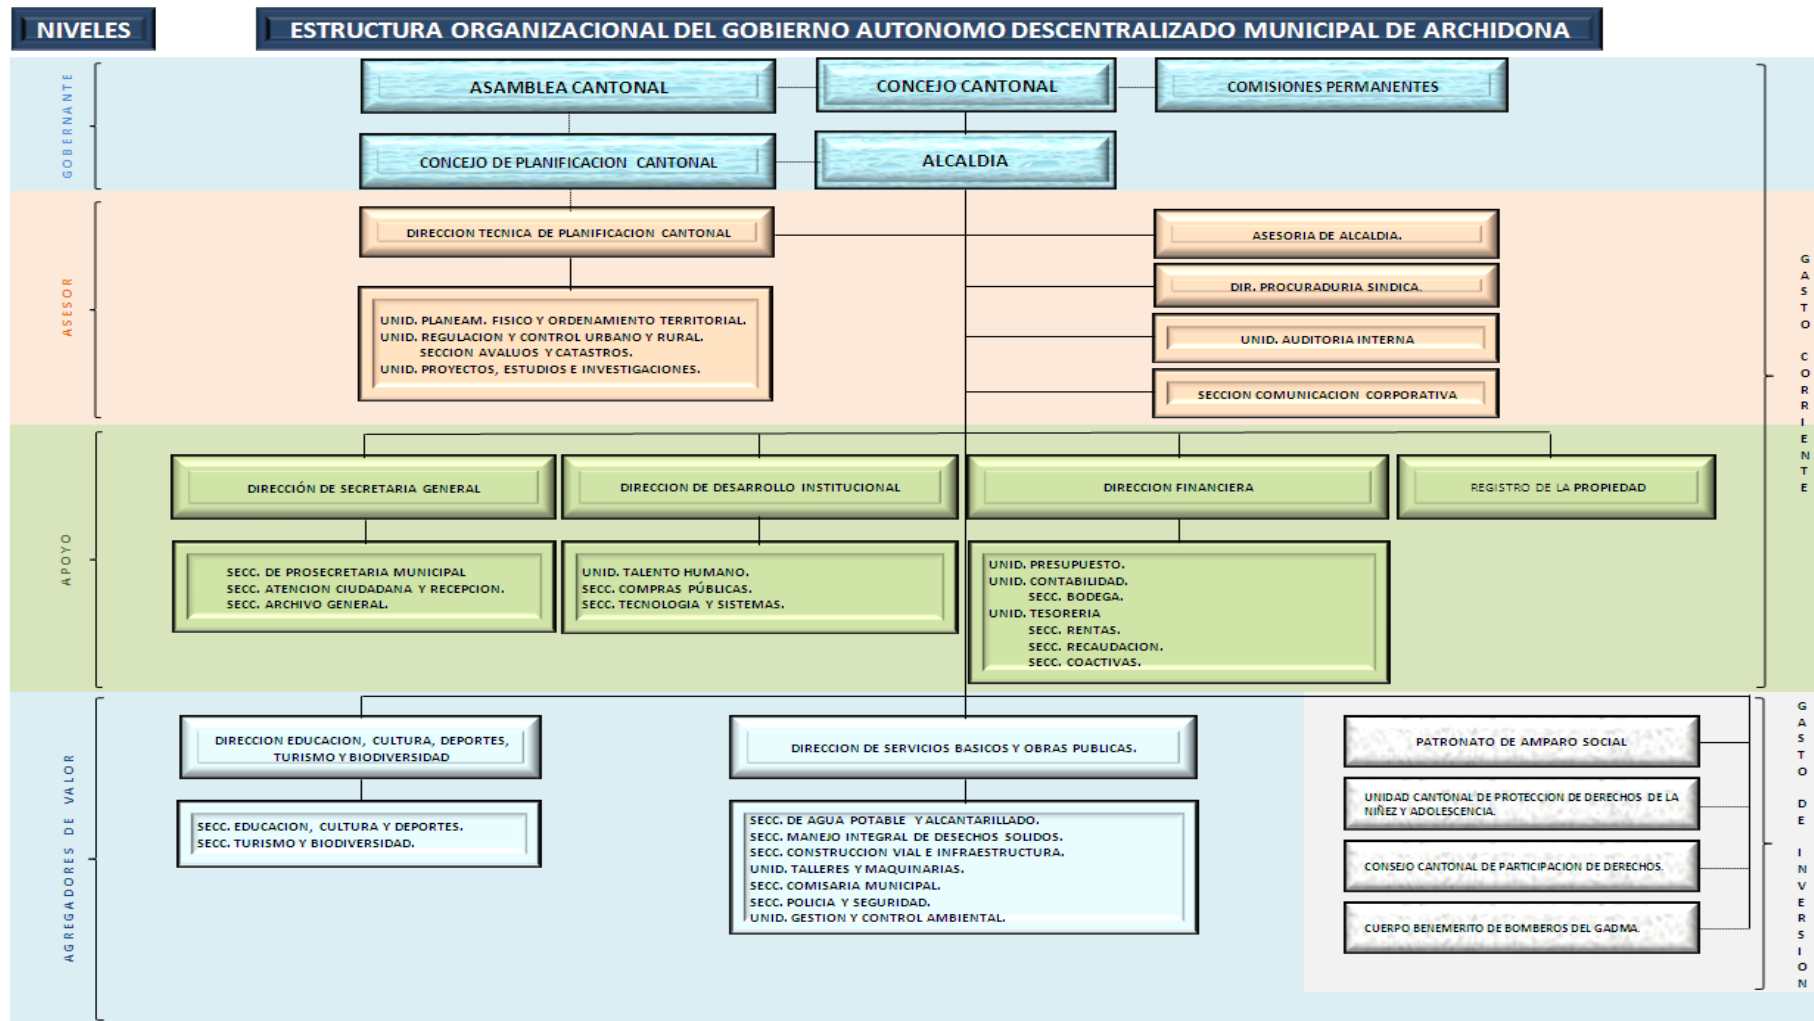 NIVELES
ESTRUCTURA ORGANIZACIONAL DEL GOBIERNO AUTONOMO DESCENTRALIZADO MUNICIPAL DE ARCHIDONA
GOBERNANTE
ASAMBLEA CANTONAL
CONCEJO CANTONAL
COMISIONES PERMANENTES
CONCEJO DE PLANIFICACION CANTONAL
ALCALDIA
ASESOR
DIRECCION TECNICA DE PLANIFICACION CANTONAL
UNID. PLANEAM. FISICO Y ORDENAMIENTO TERRITORIAL.
UNID. REGULACION Y CONTROL URBANO Y RURAL.
SECCION AVALUOS Y CATASTROS.
UNID. PROYECTOS, ESTUDIOS E INVESTIGACIONES.
ASESORIA DE ALCALDIA.
DIR. PROCURADURIA SINDICA.
UNID. AUDITORIA INTERNA
SECCION COMUNICACION CORPORATIVA
GASTO CORRIENTE
APOYO
DIRECCIÓN DE SECRETARIA GENERAL
SECC. DE PROSECRETARIA MUNICIPAL
SECC. ATENCION CIUDADANA Y RECEPCION.
SECC. ARCHIVO GENERAL.
DIRECCION DE DESARROLLO INSTITUCIONAL
UNID. TALENTO HUMANO.
SECC. COMPRAS PÚBLICAS.
SECC. TECNOLOGIA Y SISTEMAS.
DIRECCION FINANCIERA
UNID. PRESUPUESTO.
UNID. CONTABILIDAD.
SECC. BODEGA.
UNID. TESORERIA
SECC. RENTAS.
SECC. RECAUDACION.
SECC. COACTIVAS.
REGISTRO DE LA PROPIEDAD
AGREGADORES DE VALOR
DIRECCION EDUCACION, CULTURA, DEPORTES,
TURISMO Y BIODIVERSIDAD
SECC. EDUCACION, CULTURA Y DEPORTES.
SECC. TURISMO Y BIODIVERSIDAD.
DIRECCION DE SERVICIOS BASICOS Y OBRAS PUBLICAS.
SECC. DE AGUA POTABLE Y ALCANTARILLADO.
SECC. MANEJO INTEGRAL DE DESECHOS SOLIDOS.
SECC. CONSTRUCCION VIAL E INFRAESTRUCTURA.
UNID. TALLERES Y MAQUINARIAS.
SECC. COMISARIA MUNICIPAL.
SECC. POLICIA Y SEGURIDAD.
UNID. GESTION Y CONTROL AMBIENTAL.
PATRONATO DE AMPARO SOCIAL
UNIDAD CANTONAL DE PROTECCION DE DERECHOS DE LA
NIÑEZ Y ADOLESCENCIA.
CONSEJO CANTONAL DE PARTICIPACION DE DERECHOS.
CUERPO BENEMERITO DE BOMBEROS DEL GADMA.
GASTO DE INVERSION